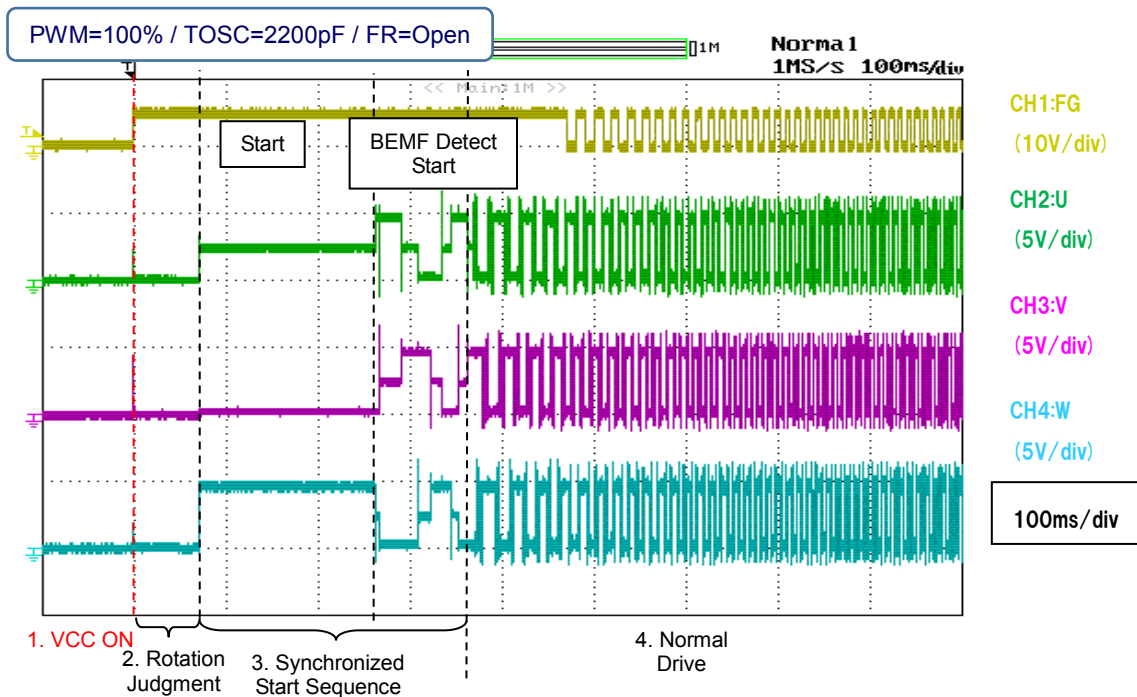 PWM=100% / TOSC=2200pF / FR=Open
1M
Normal
1MS/s 100ms/div
T
<< Main:1M >>
CH1:FG
(10V/div)
T
Start
BEMF Detect
Start
CH2:U
(5V/div)
CH3:V
(5V/div)
CH4:W
(5V/div)
100ms/div
1. VCC ON
2. Rotation
Judgment
3. Synchronized
Start Sequence
4. Normal
Drive